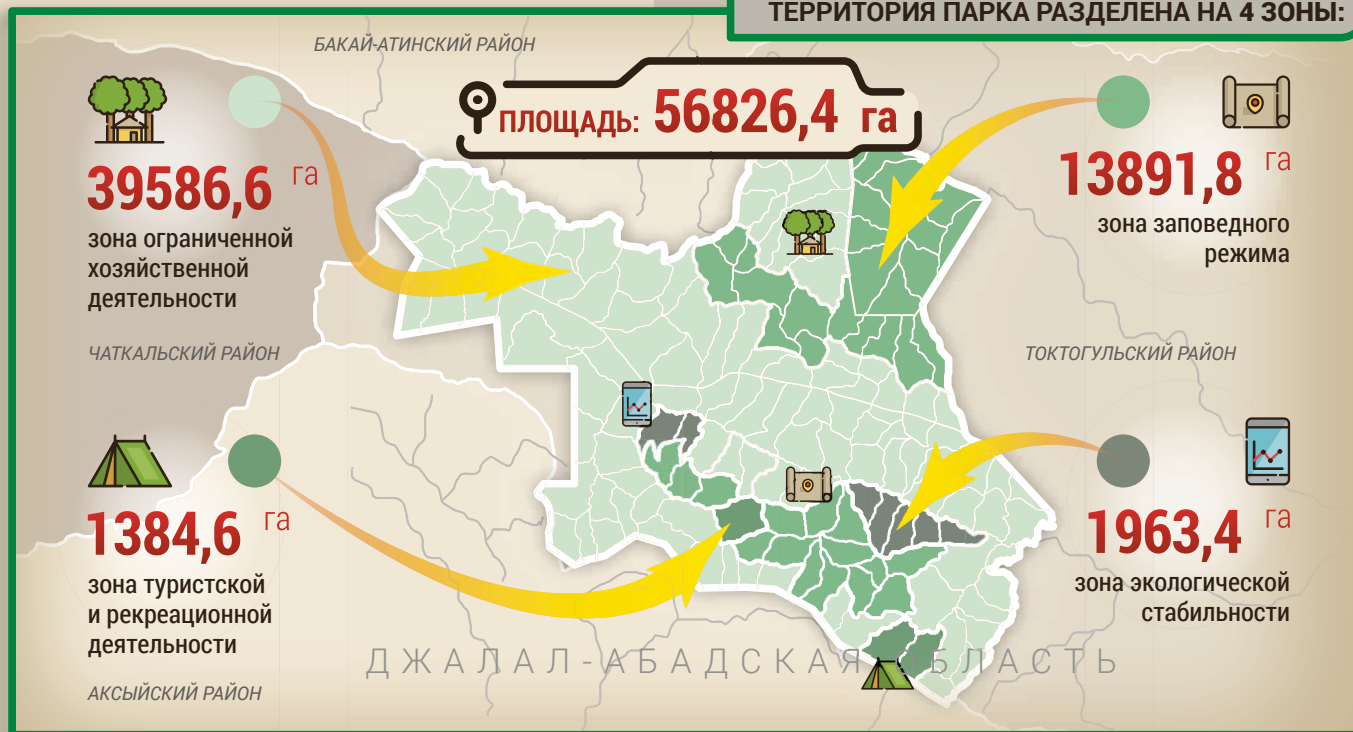 ТЕРРИТОРИЯ ПАРКА РАЗДЕЛЕНА НА 4 ЗОНЫ:
БАКАЙ-АТИНСКИЙ РАЙОН
ПЛОЩАДЬ: 56826,4 га
39586,6 га
зона ограниченной
хозяйственной
деятельности
13891,8 га
зона заповедного
режима
ЧАТКАЛЬСКИЙ РАЙОН
ТОКТОГУЛЬСКИЙ РАЙОН
1384,6 га
зона туристской
и рекреационной
деятельности
1963,4 га
зона экологической
стабильности
ДЖАЛАЛ-АБАДСКАЯ ОБЛАСТЬ
АКСЫЙСКИЙ РАЙОН